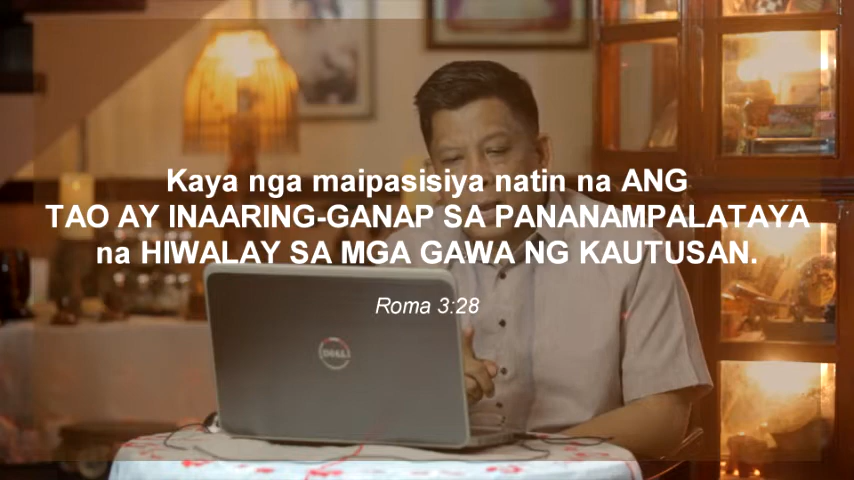 Kaya nga maipasisiya natin na ANG
TAO AY INAARING-GANAP SA PANANAMPALATAYA
na HIWALAY SA MGA GAWA NG KAUTUSAN.
Roma 3:28
DELL